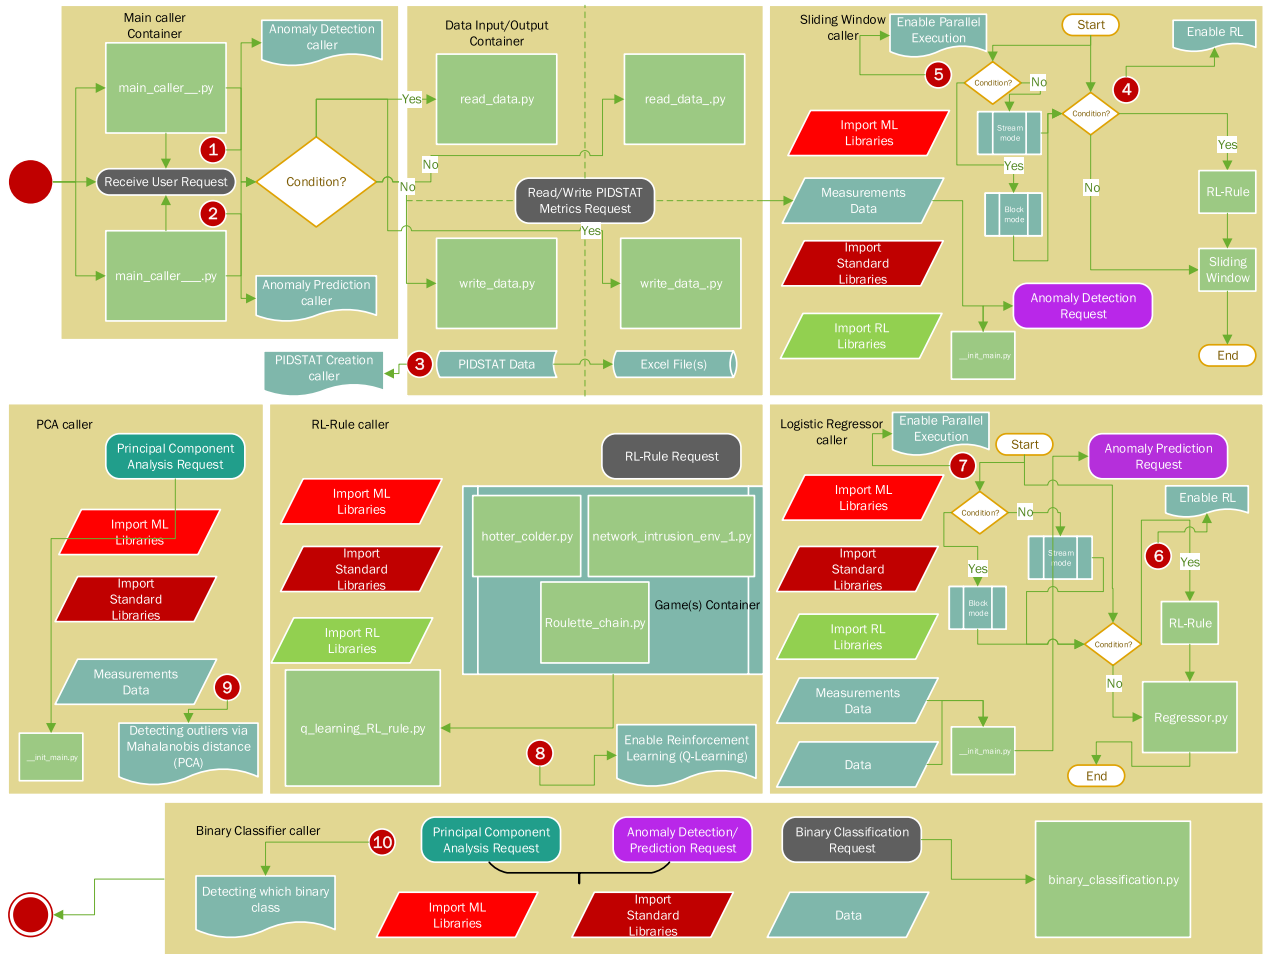 Main caller
Container
Anomaly Detection
caller
main_caller__.py
1
Receive User Request
2
main_caller___.py
Anomaly Prediction
caller
Condition?
Data Input/Output
Container
Yes
read_data.py
read_data_.py
No
No
Read/Write PIDSTAT
Metrics Request
Yes
write_data.py
write_data_.py
PIDSTAT Creation
caller
3
PIDSTAT Data
Excel File(s)
Sliding Window
caller
Enable Parallel
Execution
Start
Enable RL
5
Condition?
No
4
Condition?
Import ML
Libraries
Stream
mode
Yes
Yes
No
Measurements
Data
Block
mode
RL-Rule
Import
Standard
Libraries
Sliding
Window
Anomaly Detection
Request
Import RL
Libraries
__init_main.py
End
PCA caller
Principal Component
Analysis Request
Import ML
Libraries
Import
Standard
Libraries
Measurements
Data
9
__init_main.py
Detecting outliers via
Mahalanobis distance
(PCA)
RL-Rule caller
RL-Rule Request
Import ML
Libraries
Import
Standard
Libraries
Import RL
Libraries
hotter_colder.py
network_intrusion_env_1.py
Game(s) Container
Roulette_chain.py
q_learning_RL_rule.py
8
Enable Reinforcement
Learning (Q-Learning)
Logistic Regressor
caller
Enable Parallel
Execution
Start
Anomaly Prediction
Request
7
Import ML
Libraries
Enable RL
Condition?
No
Import
Standard
Libraries
Stream
mode
6
Yes
Yes
Block
mode
Import RL
Libraries
RL-Rule
Condition?
No
Measurements
Data
Regressor.py
__init_main.py
Data
End
Binary Classifier caller
10
Principal Component
Analysis Request
Anomaly Detection/
Prediction Request
Binary Classification
Request
Detecting which binary
class
Import ML
Libraries
Import
Standard
Libraries
Data
binary_classification.py